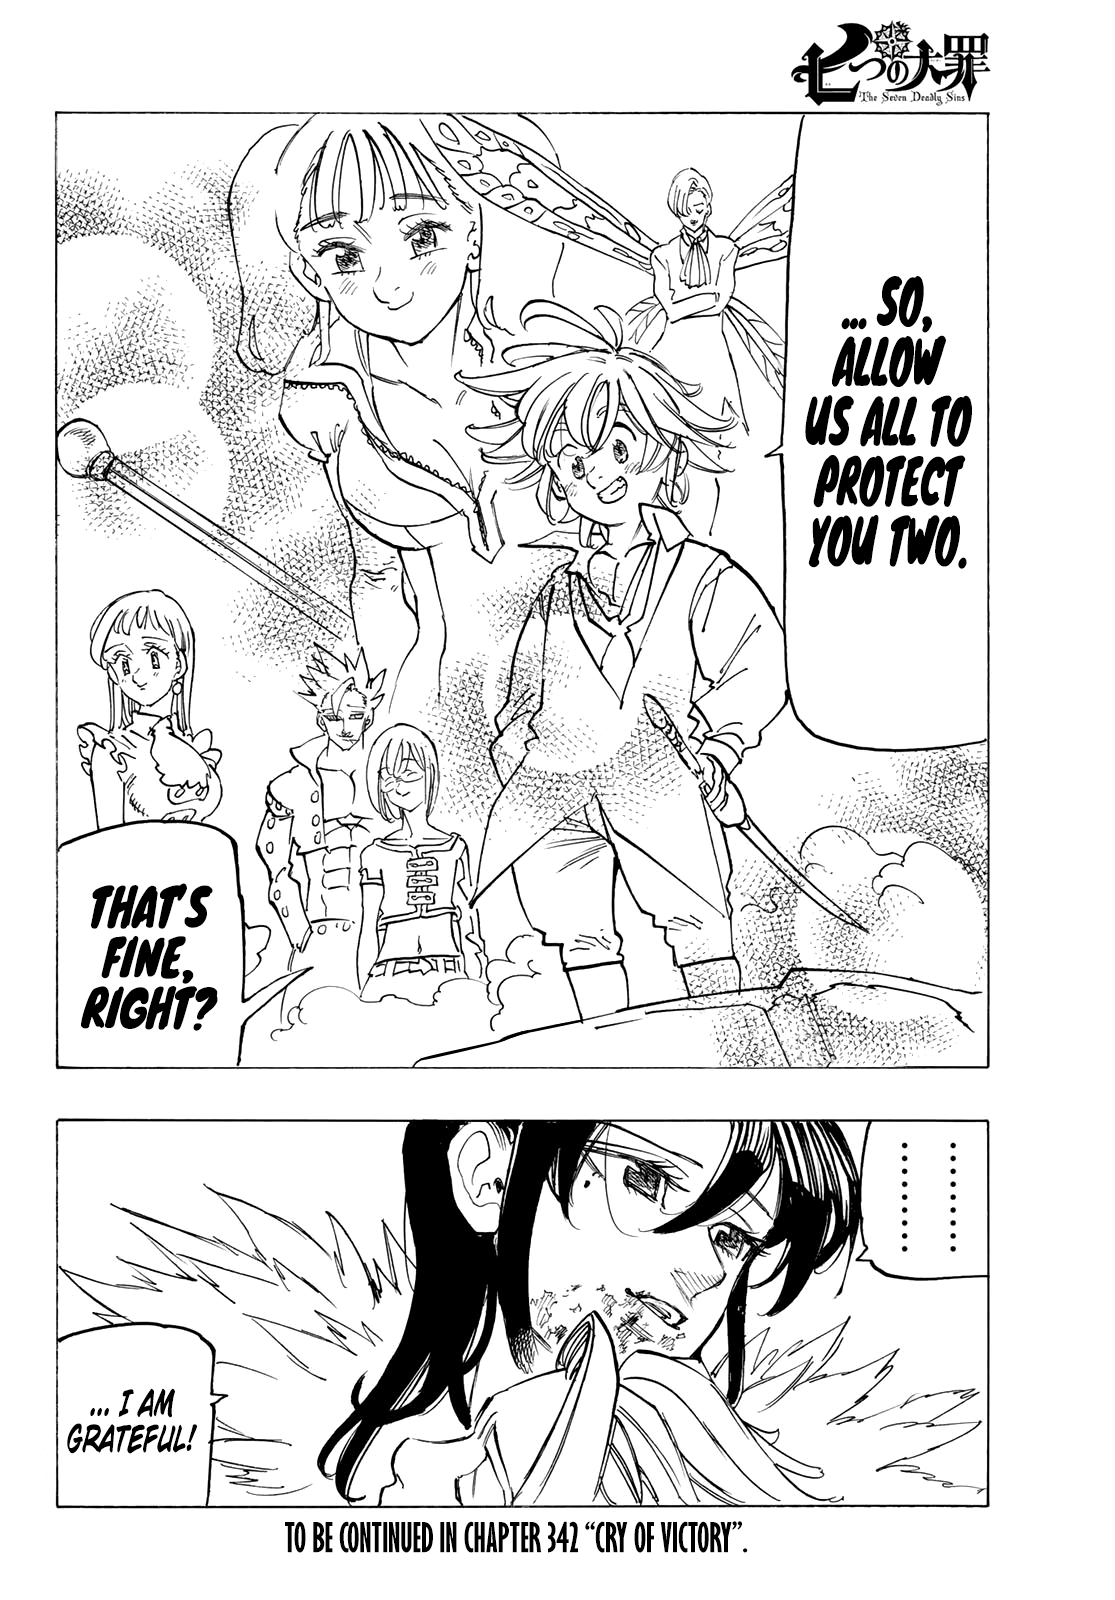 七つの大罪
The Seven Deadly Sins
... SO,
ALLOW
US ALL TO
PROTECT
YOU TWO.
THAT'S
FINE,
RIGHT?
... I AM
GRATEFUL!
TO BE CONTINUED IN CHAPTER 342 “CRY OF VICTORY”.